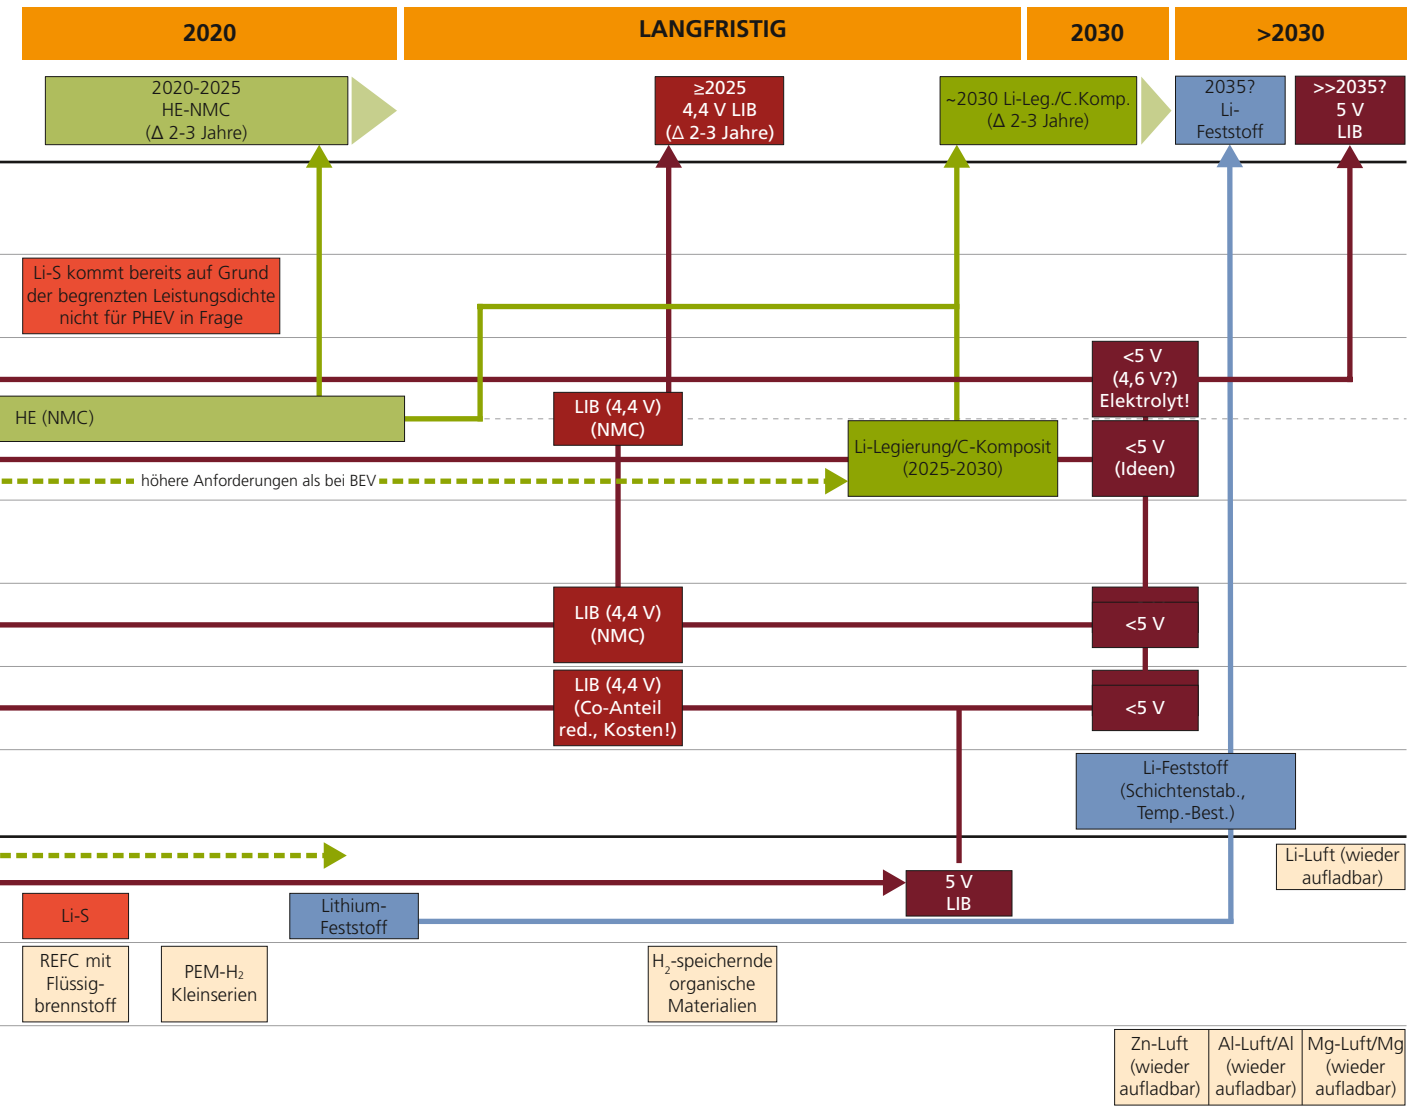 2020
LANGFRISTIG
2030
>2030
2020-2025
HE-NMC
(Δ 2-3 Jahre)
≥2025
4,4 V LIB
(Δ 2-3 Jahre)
~2030 Li-Leg./C.Komp.
(Δ 2-3 Jahre)
2035?
Li-
Feststoff
>>2035?
5 V
LIB
Li-S kommt bereits auf Grund
der begrenzten Leistungsdichte
nicht für PHEV in Frage
<5 V
(4,6 V?)
Elektrolyt!
HE (NMC)
LIB (4,4 V)
(NMC)
Li-Legierung/C-Komposit
(2025-2030)
<5 V
(Ideen)
höhere Anforderungen als bei BEV
LIB (4,4 V)
(NMC)
<5 V
LIB (4,4 V)
(Co-Anteil
red., Kosten!)
<5 V
Li-Feststoff
(Schichtenstab.,
Temp.-Best.)
Li-Luft (wieder
aufladbar)
5 V
LIB
Li-S
Lithium-
Feststoff
REFC mit
Flüssig-
brennstoff
PEM-H₂
Kleinserien
H₂-speichernde
organische
Materialien
Zn-Luft
(wieder
aufladbar)
Al-Luft/Al
(wieder
aufladbar)
Mg-Luft/Mg
(wieder
aufladbar)